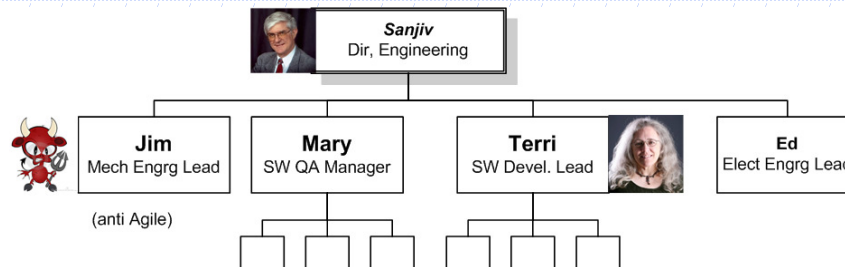 Sanjiv
Dir, Engineering
Jim
Mech Engrg Lead
Mary
SW QA Manager
Terri
SW Devel. Lead
Ed
Elect Engrg Lead
(anti Agile)